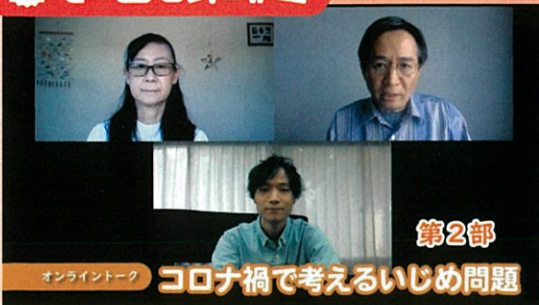 第2部
オンライントーク
コロナ禍で考えるいじめ問題